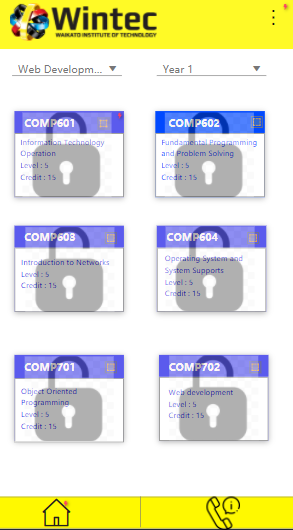 Wintec
WAIKATO INSTITUTE OF TECHNOLOGY
Web Developm...
Year 1
COMP601
Information Technology
Operation
Level : 5
Credit : 15
COMP602
Fundamental Programming
and Problem Solving
Level : 5
Credit : 15
COMP603
Introduction to Networks
Level : 5
Credit : 15
COMP604
Operating System and
System Supports
Level : 5
Credit : 15
COMP701
Object Oriented
Programming
Level : 5
Credit : 15
COMP702
Web development
Level : 5
Credit : 15